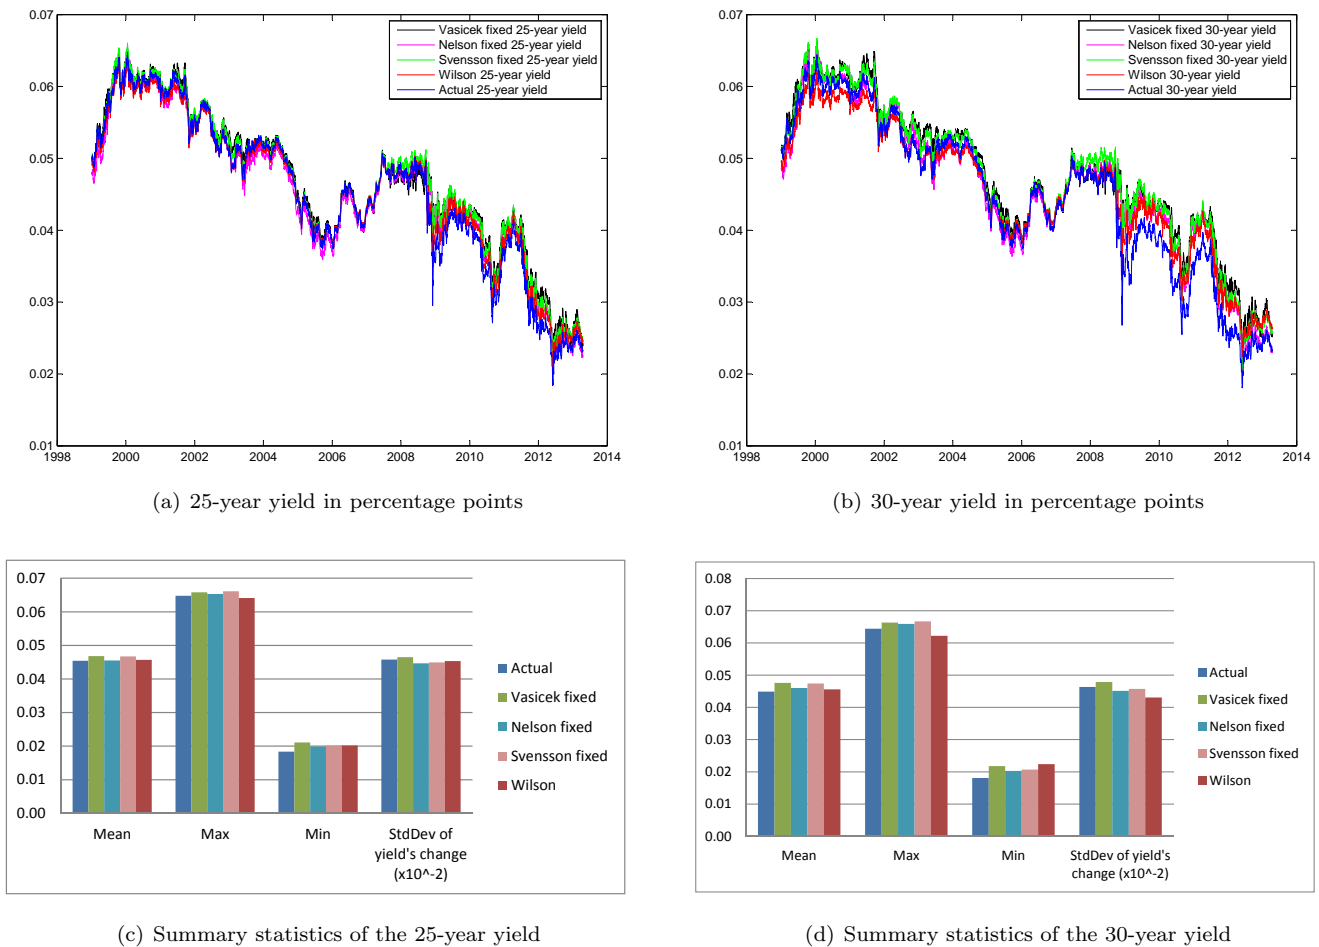 0.07
0.06
0.05
0.04
0.03
0.02
0.01
1998
2000
2002
2004
2006
2008
2010
2012
2014
Vasicek fixed 25-year yield
Nelson fixed 25-year yield
Svensson fixed 25-year yield
Wilson 25-year yield
Actual 25-year yield
(a) 25-year yield in percentage points
0.07
0.06
0.05
0.04
0.03
0.02
0.01
1998
2000
2002
2004
2006
2008
2010
2012
2014
Vasicek fixed 30-year yield
Nelson fixed 30-year yield
Svensson fixed 30-year yield
Wilson 30-year yield
Actual 30-year yield
(b) 30-year yield in percentage points
0.07
0.06
0.05
0.04
0.03
0.02
0.01
0.00
Mean
Max
Min
StdDev of
yield's change
(x10^-2)
Actual
Vasicek fixed
Nelson fixed
Svensson fixed
Wilson
(c) Summary statistics of the 25-year yield
0.08
0.07
0.06
0.05
0.04
0.03
0.02
0.01
0.00
Mean
Max
Min
StdDev of yield's
change (x10^-2)
Actual
Vasicek fixed
Nelson fixed
Svensson fixed
Wilson
(d) Summary statistics of the 30-year yield